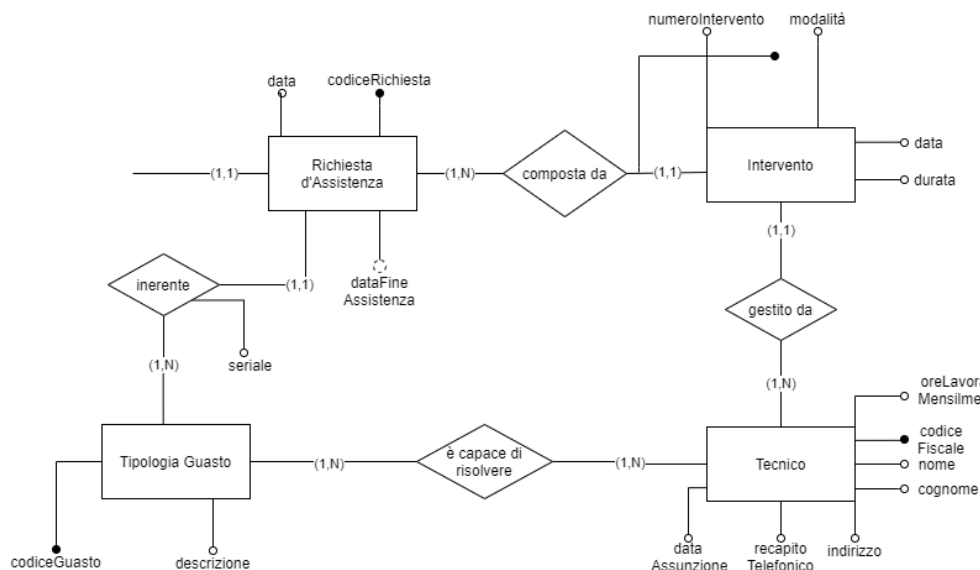 numeroIntervento
modalità
data
codiceRichiesta
Richiesta
d'Assistenza
(1,1)
(1,N)
composta da
(1,1)
Intervento
data
durata
(1,1)
inerente
(1,1)
dataFine
Assistenza
gestito da
(1,N)
seriale
(1,N)
oreLavora
Mensilme
codice
Fiscale
nome
cognome
Tipologia Guasto
(1,N)
è capace di
risolvere
(1,N)
Tecnico
codiceGuasto
descrizione
data
Assunzione
recapito
Telefonico
indirizzo